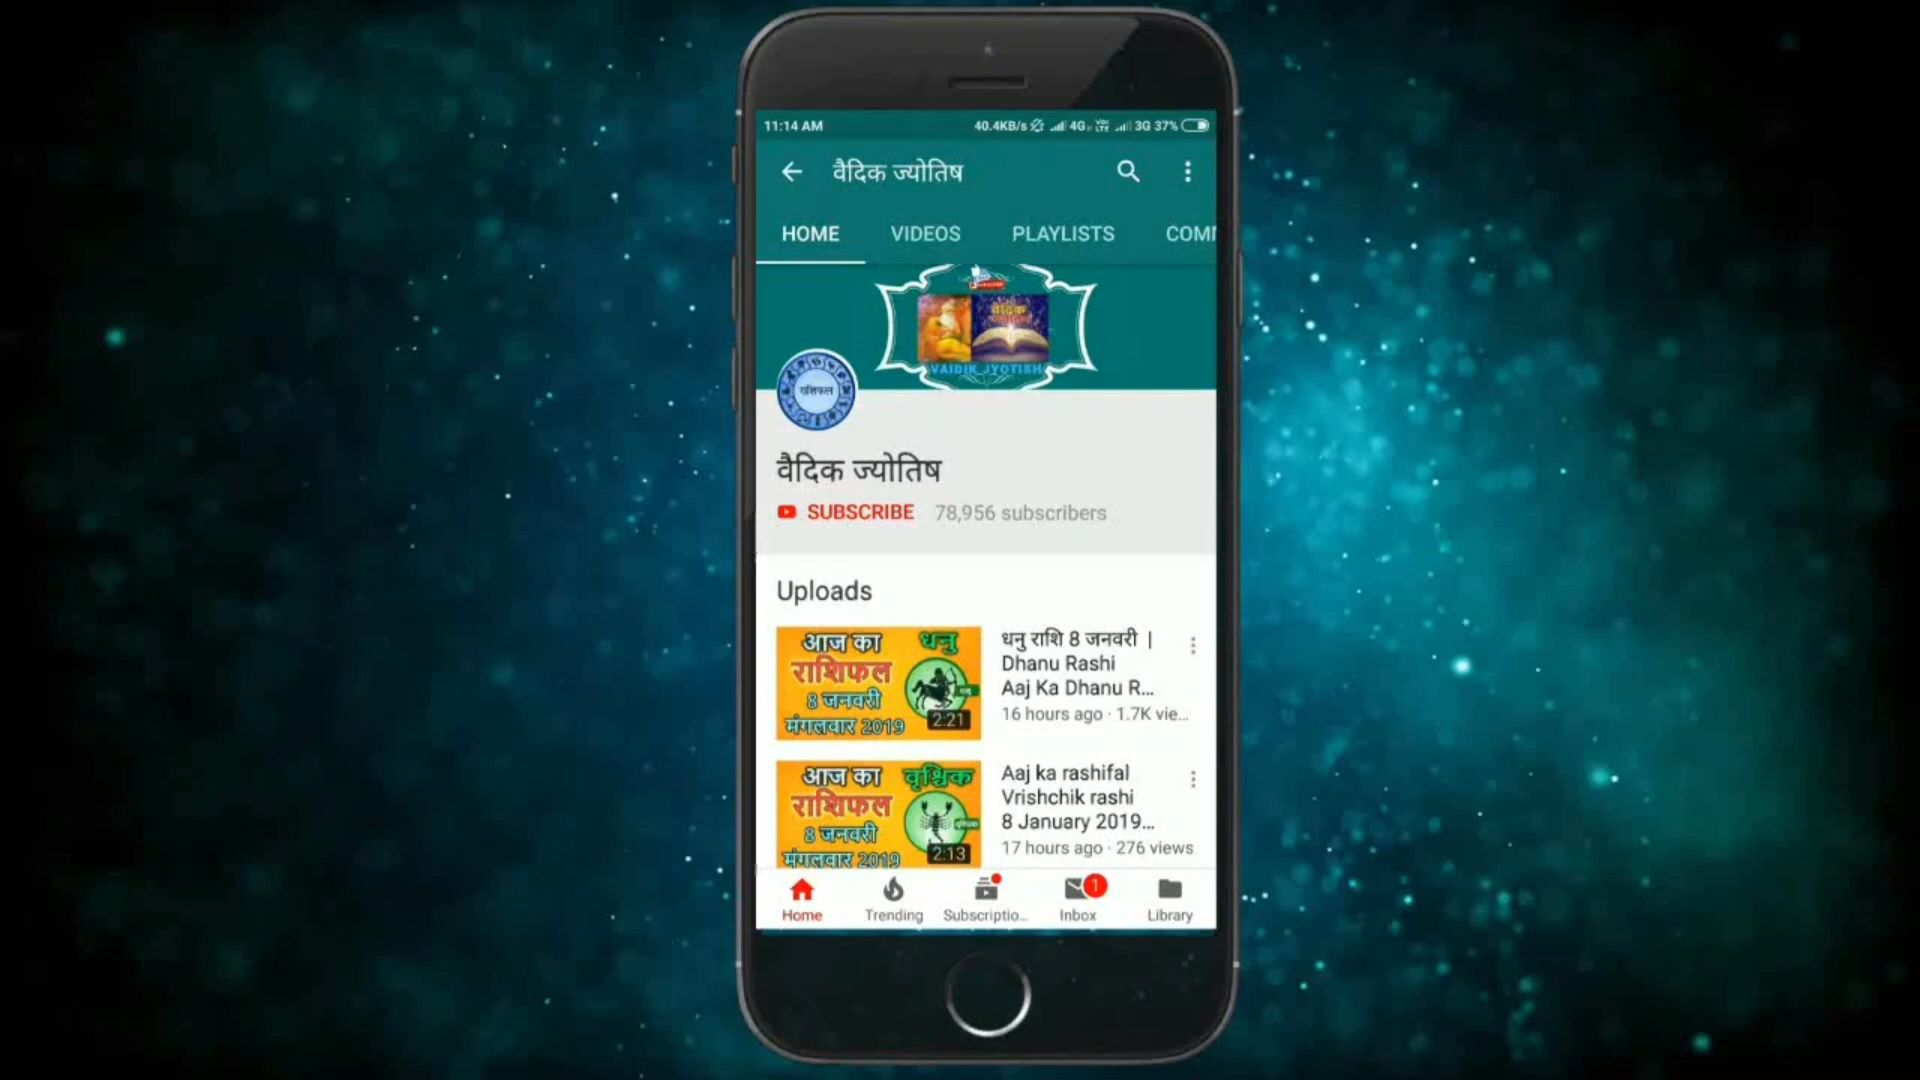 11:14 AM 40.4KB/s 4G VoLTE 3G 37%
वैदिक ज्योतिष
HOME VIDEOS PLAYLISTS COM
वैदिक
VAIDIK JYOTISH
राशिफल
वैदिक ज्योतिष
SUBSCRIBE 78,956 subscribers
Uploads
आज का धनु
राशिफल
8 जनवरी
मंगलवार 2019 2:21
धनु राशि 8 जनवरी |
Dhanu Rashi
Aaj Ka Dhanu R...
16 hours ago · 1.7K vie...
आज का वृश्चिक
राशिफल
8 जनवरी
मंगलवार 2019 2:13
Aaj ka rashifal
Vrishchik rashi
8 January 2019...
17 hours ago · 276 views
1
Home Trending Subscriptio... Inbox Library